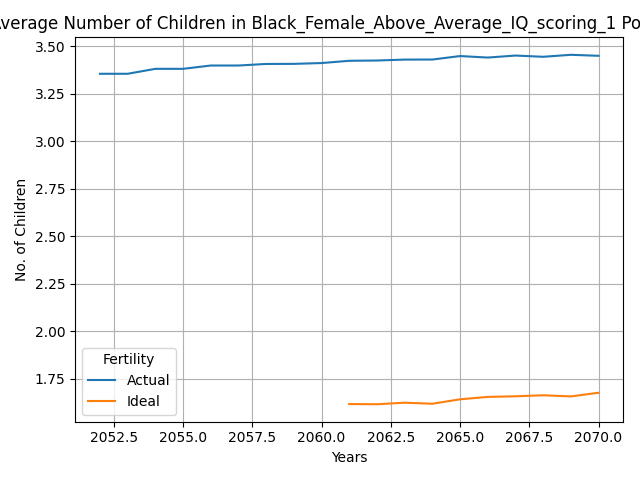 verage Number of Children in Black_Female_Above_Average_IQ_scoring_1 Po
3.50
3.25
3.00
2.75
2.50
2.25
2.00
1.75
No. of Children
Fertility
Actual
Ideal
2052.5 2055.0 2057.5 2060.0 2062.5 2065.0 2067.5 2070.0
Years